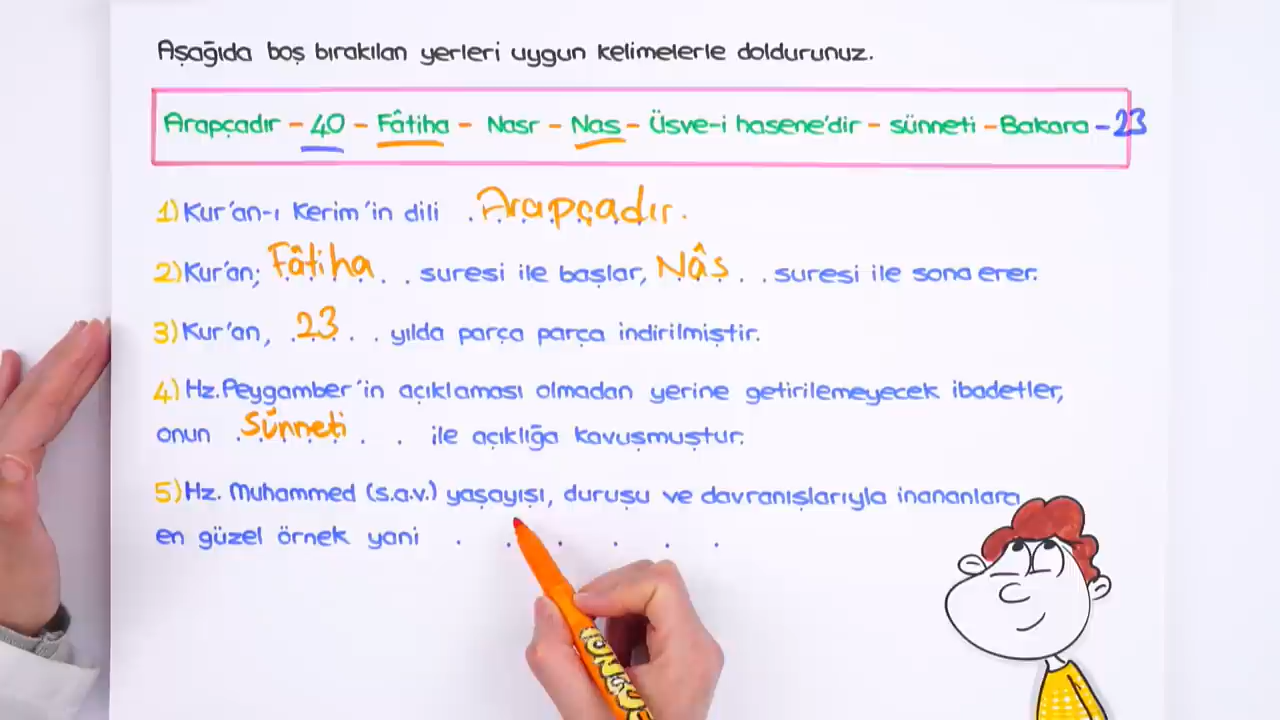 Aşağıda boş bırakılan yerleri uygun kelimelerle doldurunuz.
Arapçadır - 40 - Fâtiha - Nasr - Nas - Üsve-i hasene'dir - sünneti - Bakara - 23
1) Kur'an-ı Kerim'in dili . Arapçadır.
2) Kur'an; Fâtiha . . suresi ile başlar, Nâs . . suresi ile sona erer.
3) Kur'an, 23 . . yılda parça parça indirilmiştir.
4) Hz. Peygamber'in açıklaması olmadan yerine getirilemeyecek ibadetler,
onun . Sünneti . . ile açıklığa kavuşmuştur.
5) Hz. Muhammed (s.a.v.) yaşayışı, duruşu ve davranışlarıyla inananlara
en güzel örnek yani . . . . . .